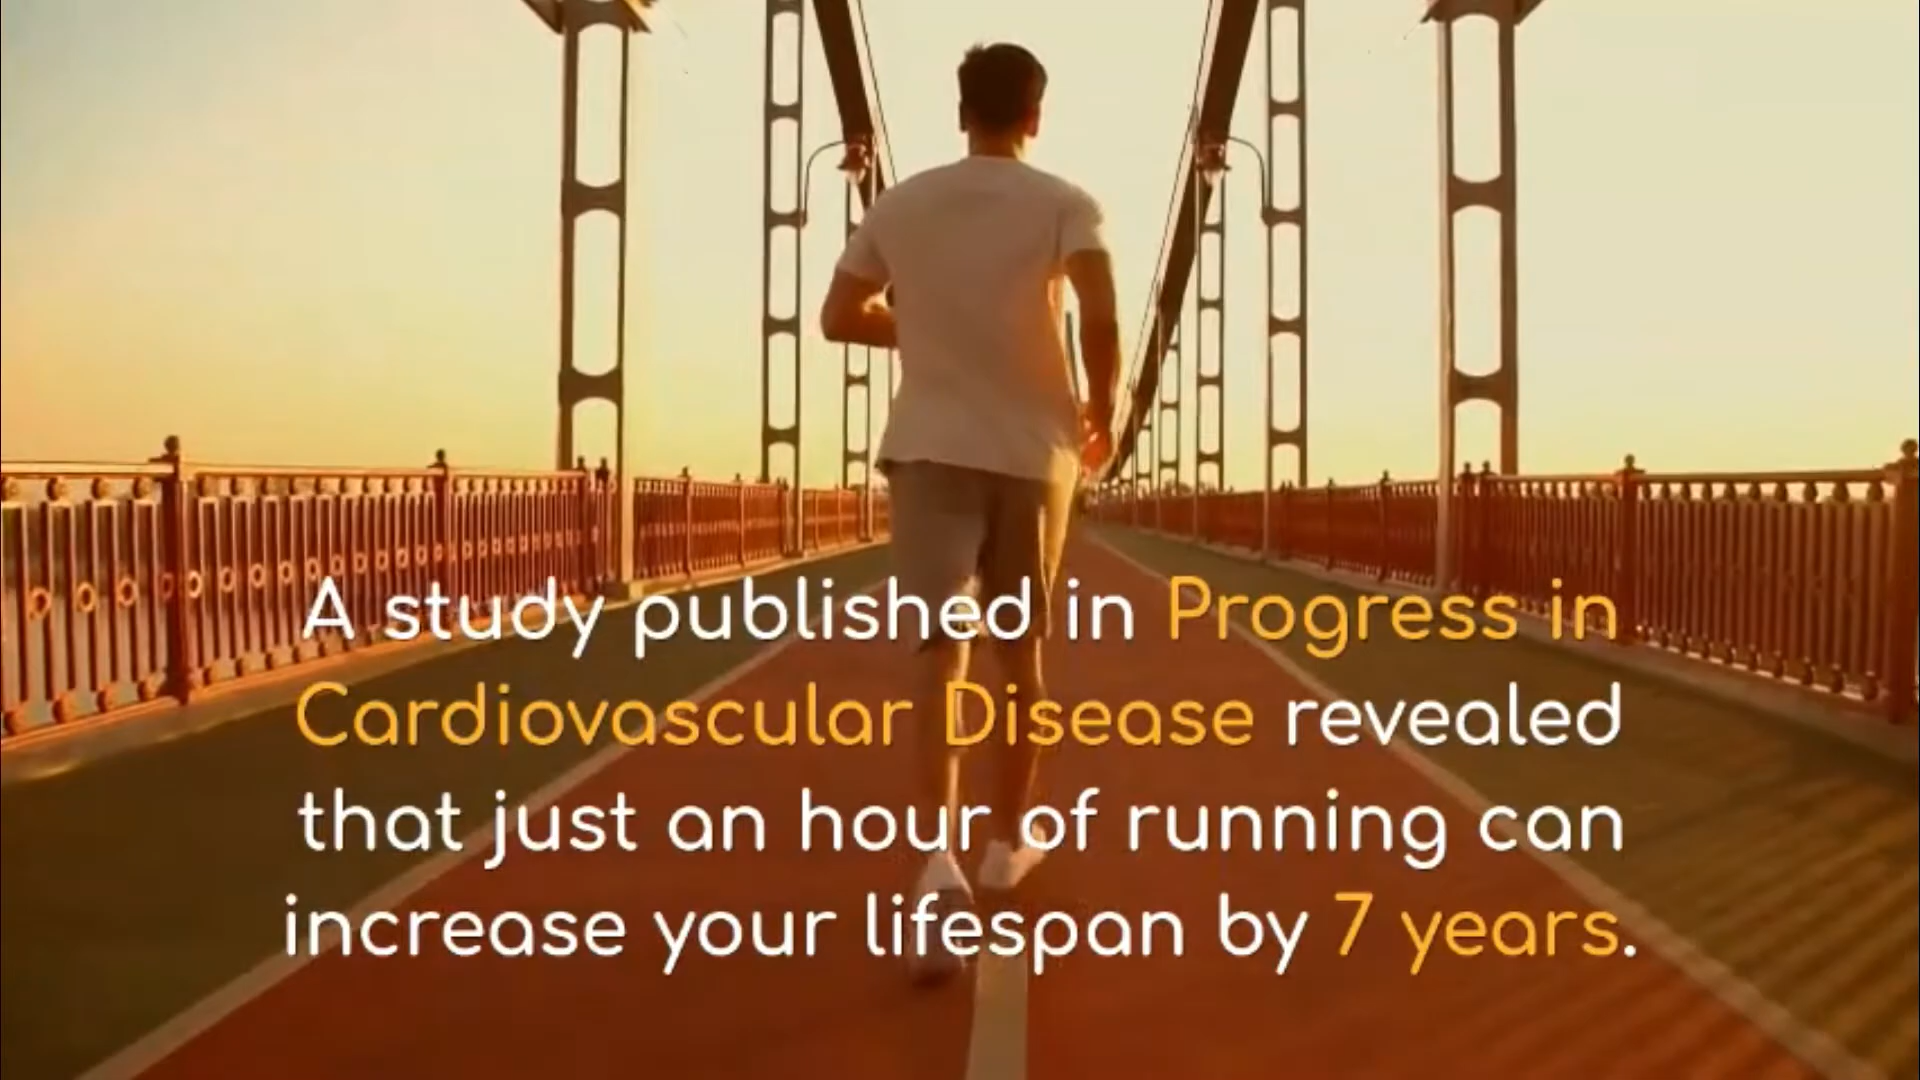 A study published in Progress in
Cardiovascular Disease revealed
that just an hour of running can
increase your lifespan by 7 years.